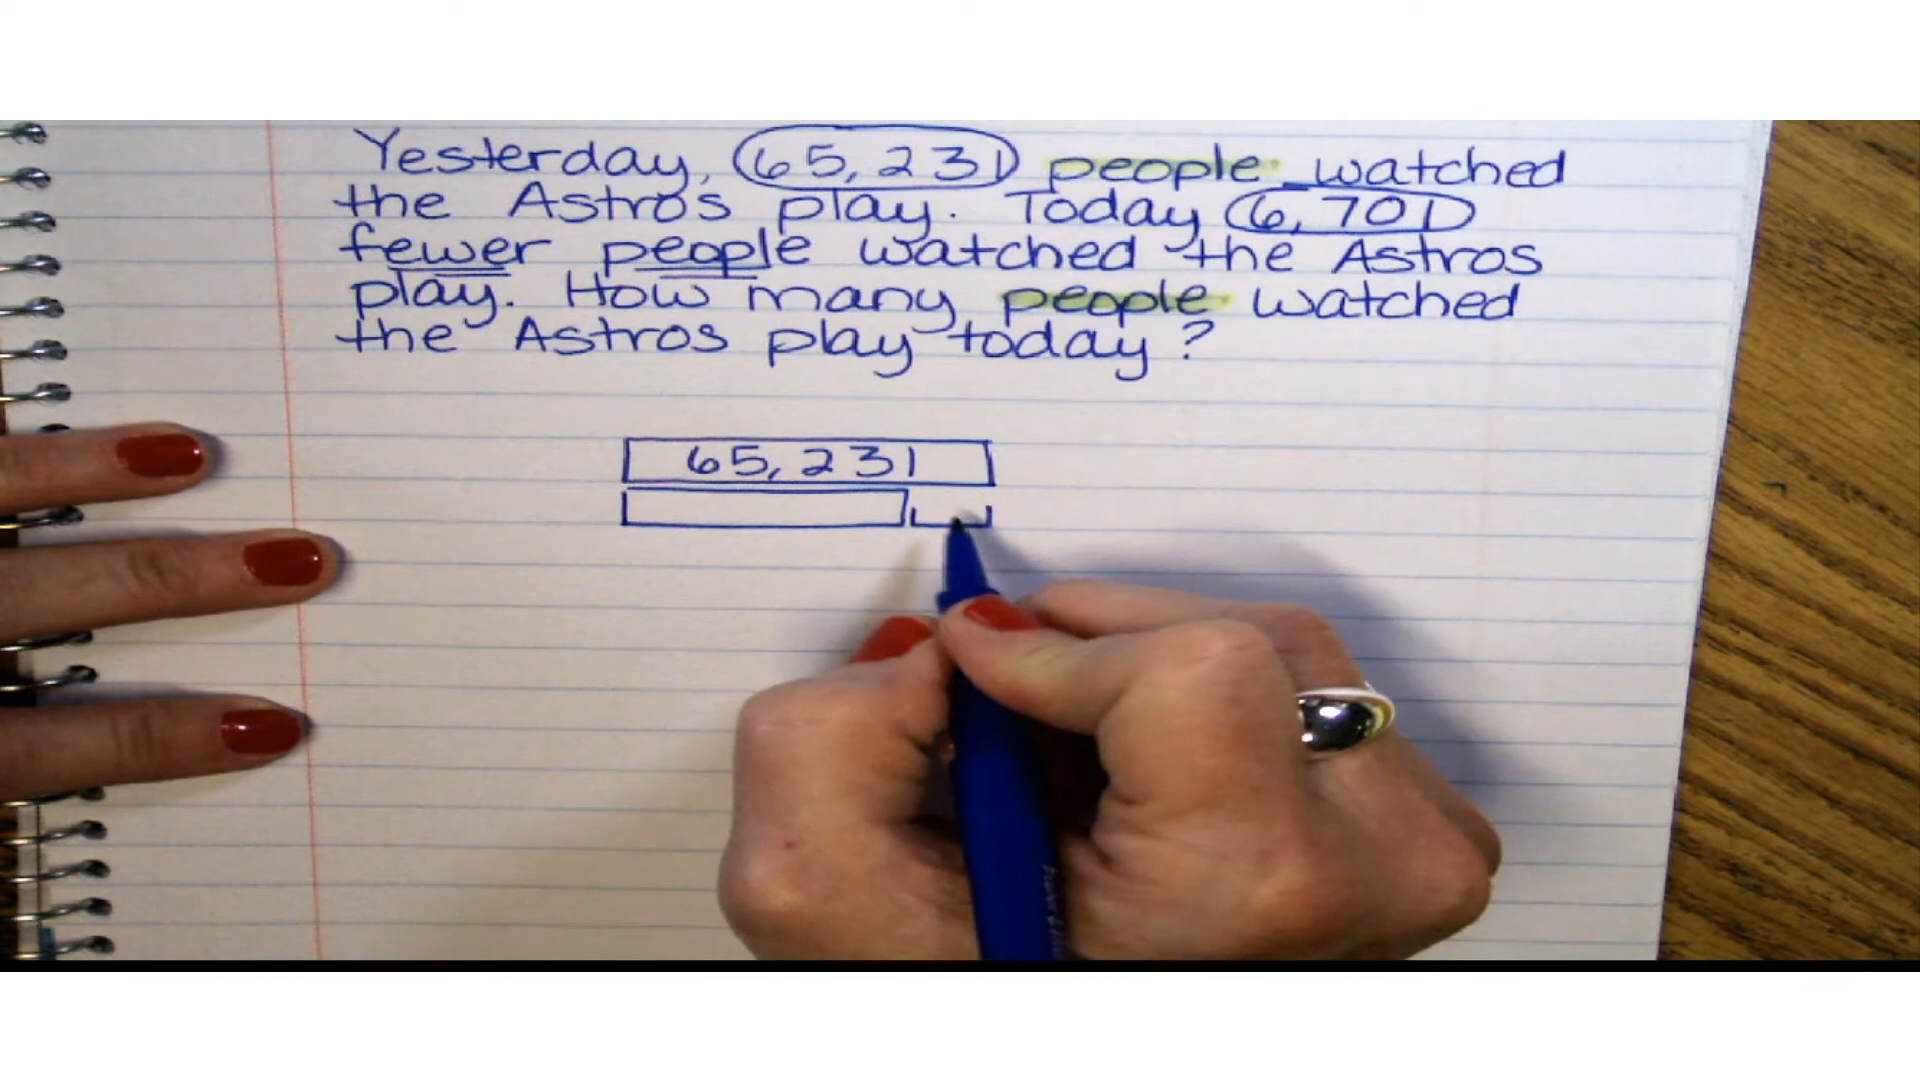 Yesterday, 65,231 people watched
the Astros play. Today 6,701
fewer people watched the Astros
play. How many people watched
the Astros play today?
65,231